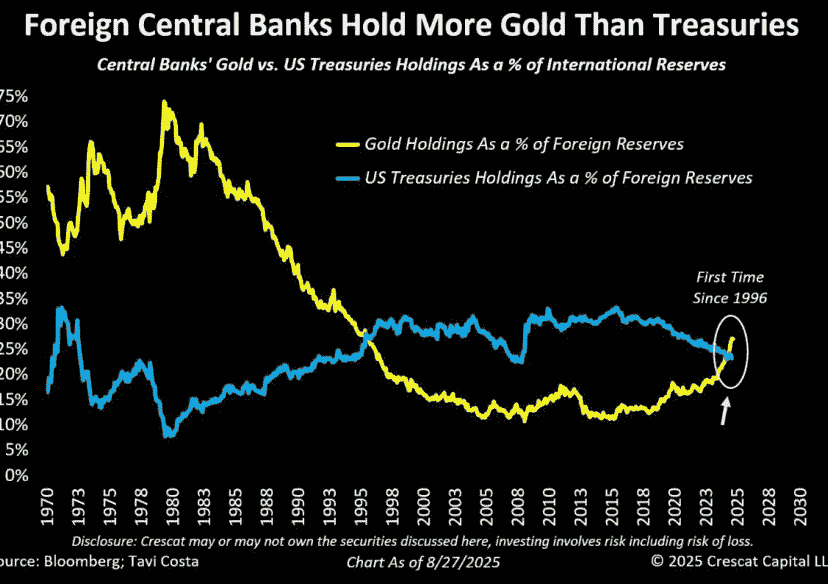 Foreign Central Banks Hold More Gold Than Treasuries
Central Banks' Gold vs. US Treasuries Holdings As a % of International Reserves
75%
70%
65%
60%
55%
50%
45%
40%
35%
30%
25%
20%
15%
10%
5%
0%
Gold Holdings As a % of Foreign Reserves
US Treasuries Holdings As a % of Foreign Reserves
First Time
Since 1996
1970 1973 1975 1978 1980 1983 1985 1988 1990 1993 1995 1998 2000 2003 2005 2008 2010 2013 2015 2018 2020 2023 2025 2028 2030
Disclosure: Crescat may or may not own the securities discussed here, investing involves risk including risk of loss.
ource: Bloomberg; Tavi Costa Chart As of 8/27/2025 © 2025 Crescat Capital LL